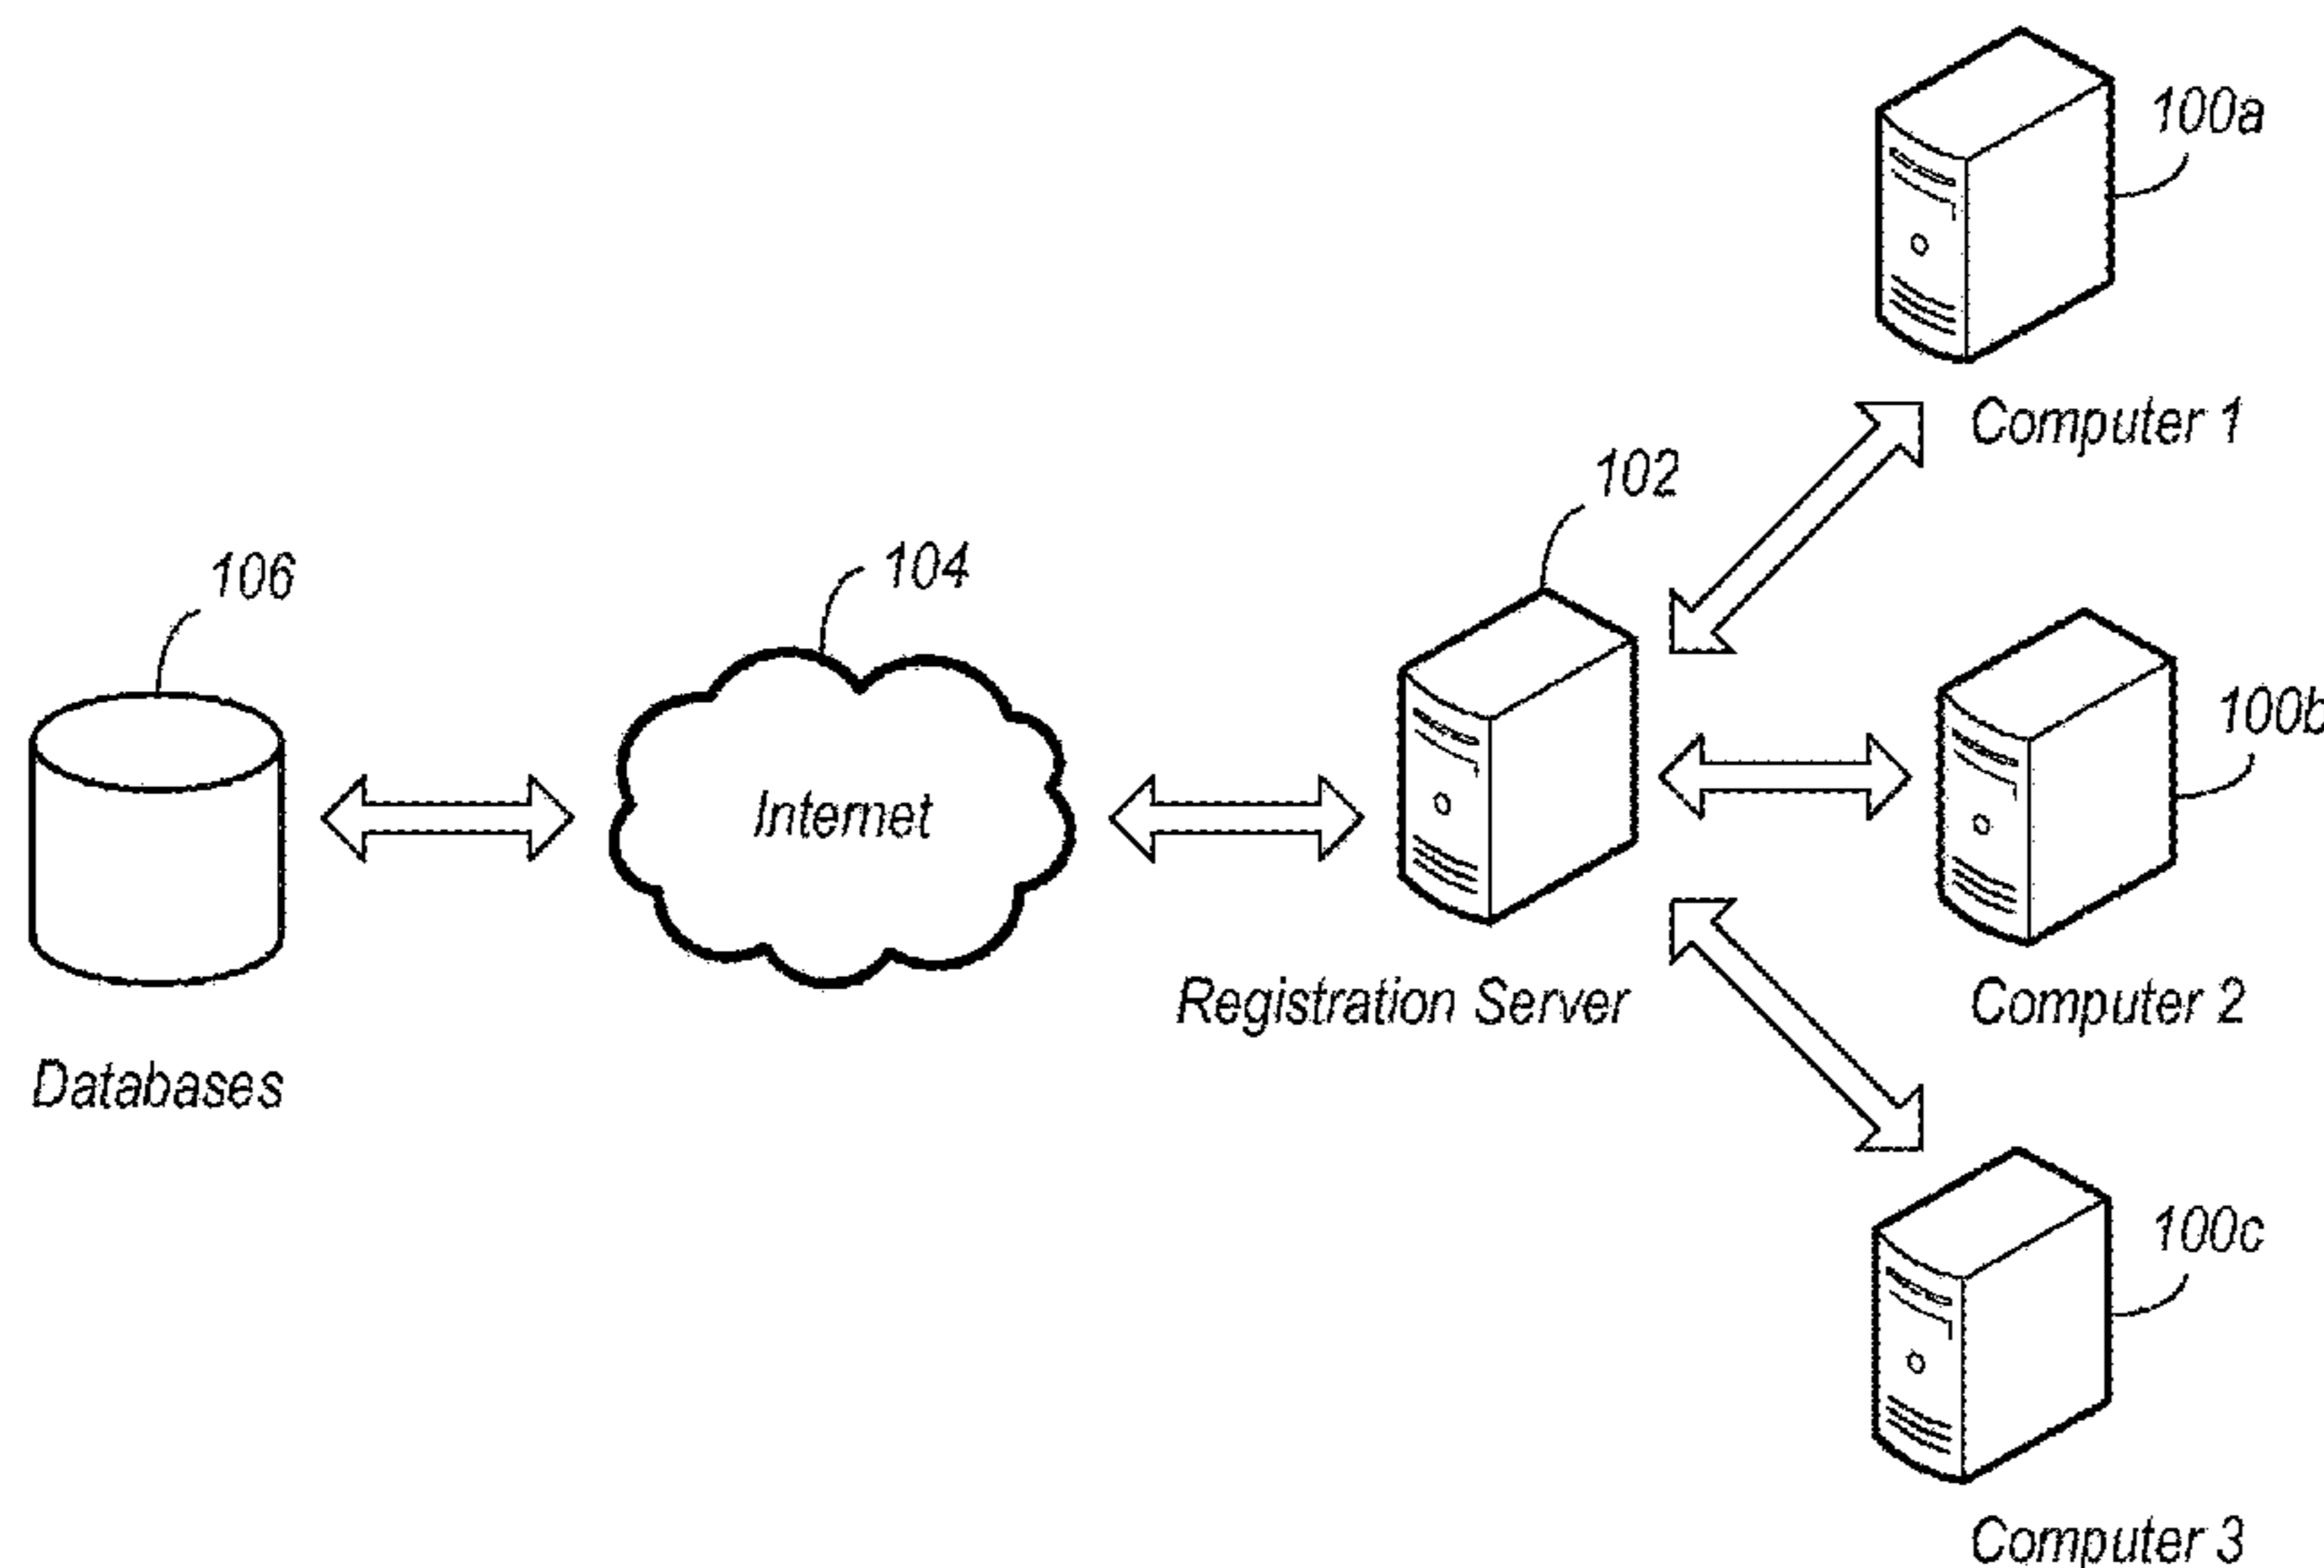 100a
Computer 1
102
104
106
100b
Internet
Registration Server
Computer 2
Databases
100c
Computer 3